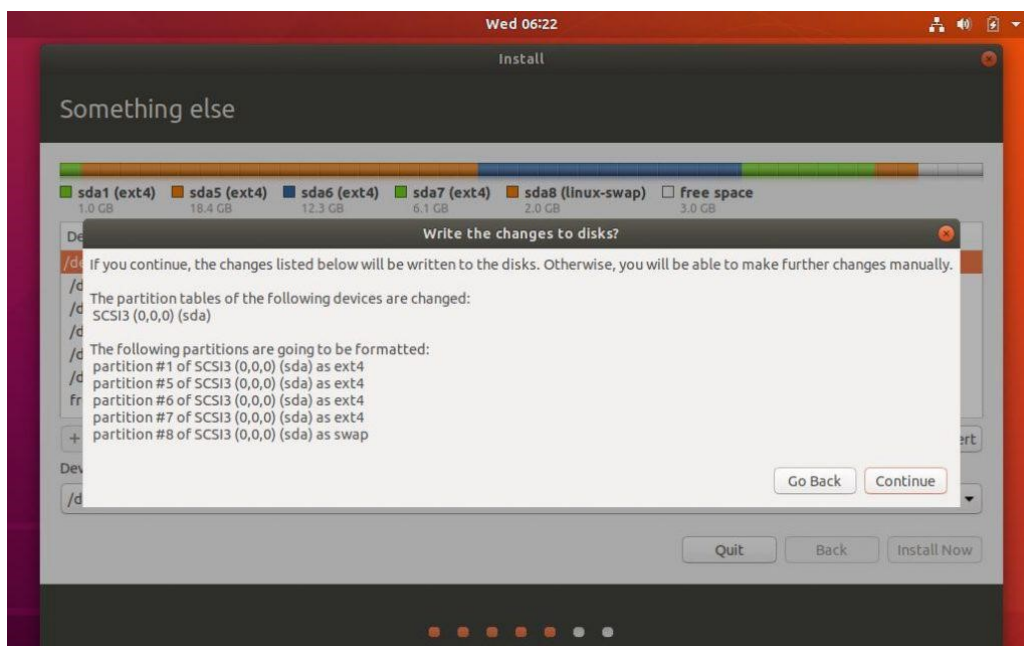 Wed 06:22
Install
Something else
sda1 (ext4) sda5 (ext4) sda6 (ext4) sda7 (ext4) sda8 (linux-swap) free space
1.0 GB 18.4 GB 12.3 GB 6.1 GB 2.0 GB 3.0 GB
De
Write the changes to disks?
/de
If you continue, the changes listed below will be written to the disks. Otherwise, you will be able to make further changes manually.
/d
The partition tables of the following devices are changed:
/d
SCSI3 (0,0,0) (sda)
/d
The following partitions are going to be formatted:
/d
partition #1 of SCSI3 (0,0,0) (sda) as ext4
/d
partition #5 of SCSI3 (0,0,0) (sda) as ext4
fr
partition #6 of SCSI3 (0,0,0) (sda) as ext4
partition #7 of SCSI3 (0,0,0) (sda) as ext4
+
partition #8 of SCSI3 (0,0,0) (sda) as swap
ert
Dev
Go Back Continue
/d
Quit Back Install Now